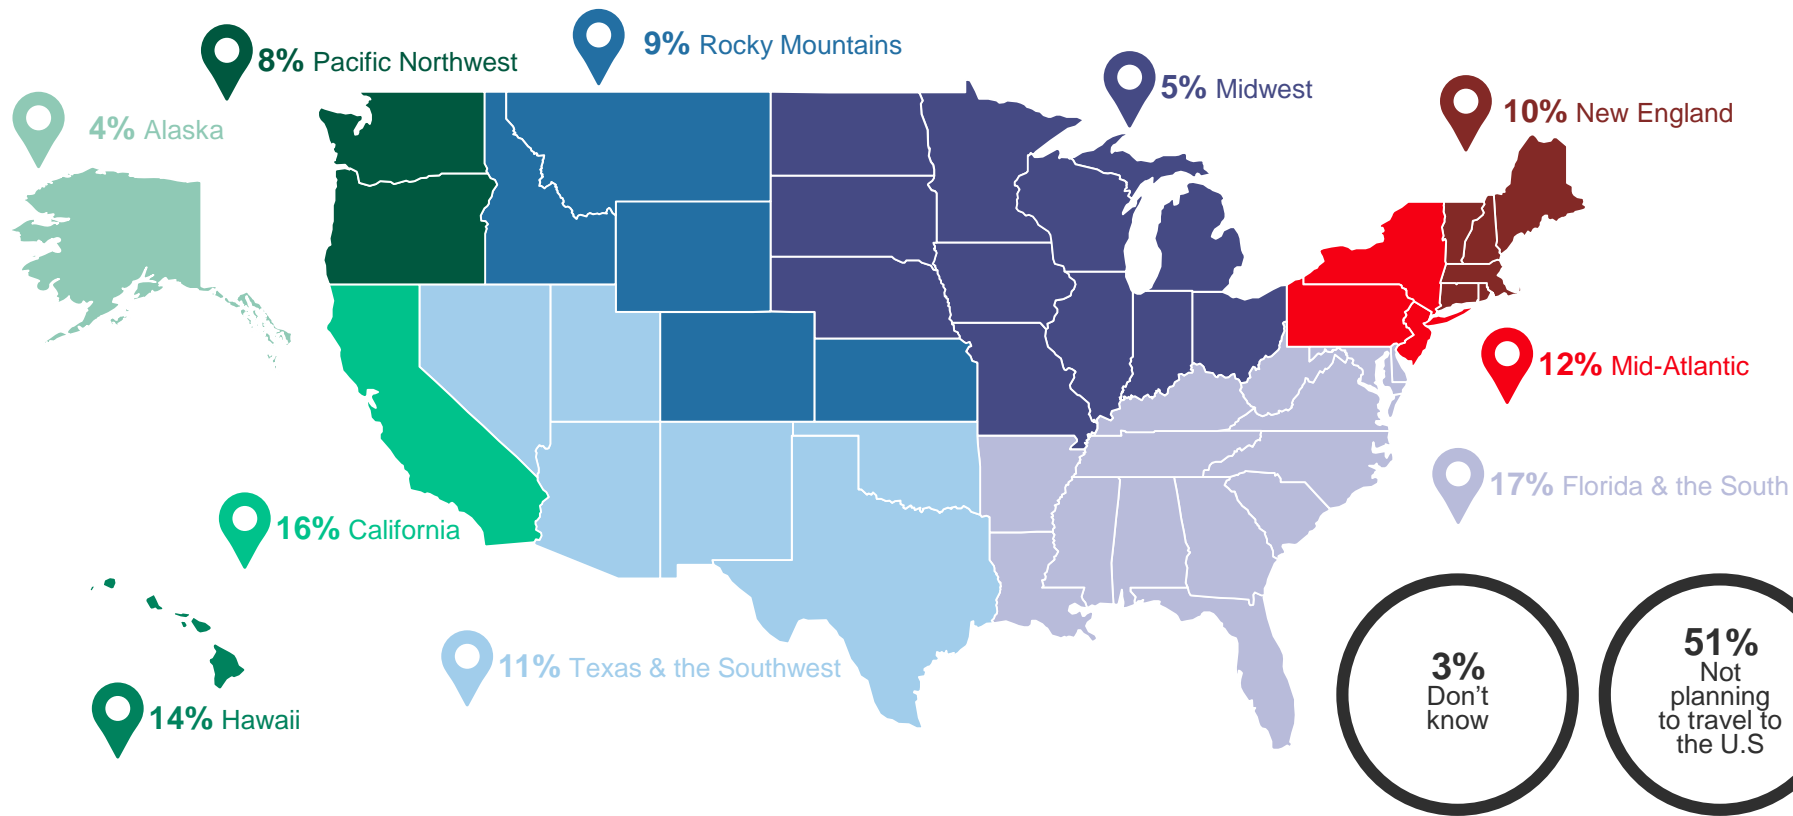 9% Rocky Mountains
8% Pacific Northwest
5% Midwest
10% New England
4% Alaska
12% Mid-Atlantic
17% Florida & the South
16% California
11% Texas & the Southwest
14% Hawaii
3%
Don't
know
51%
Not
planning
to travel to
the U.S